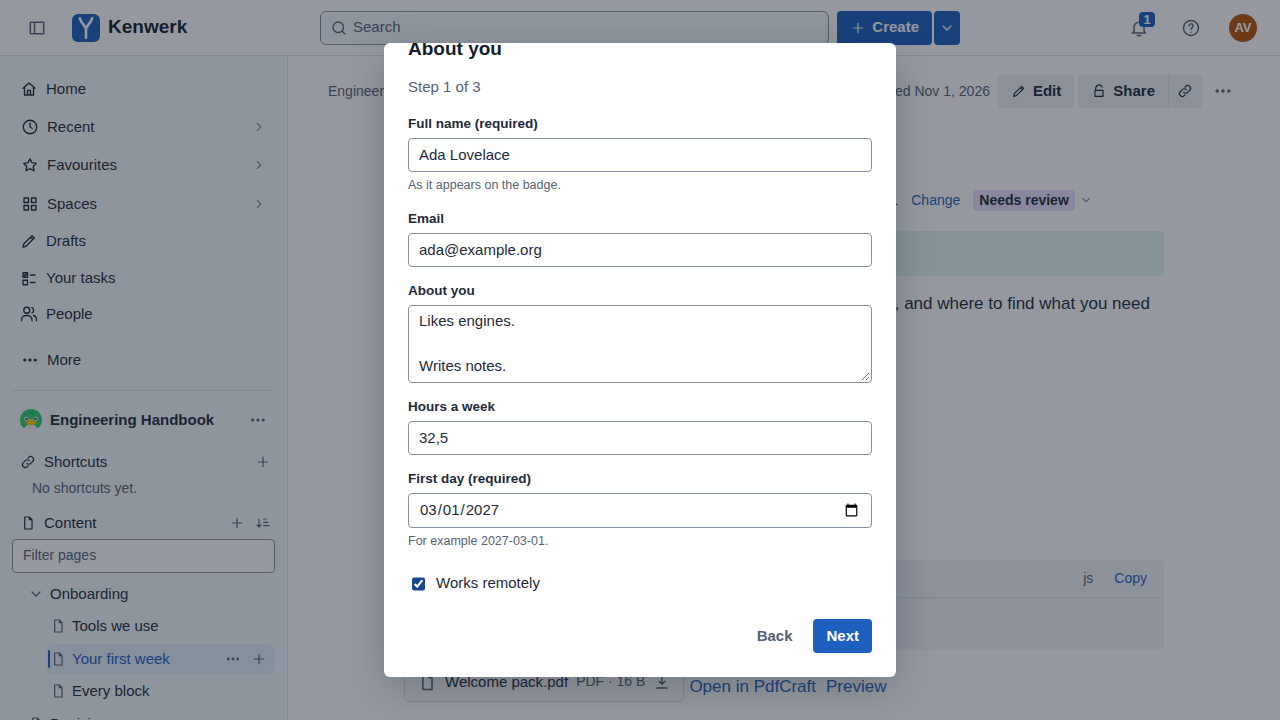 Kenwerk
Search
Create
1
AV
Home
Recent
Favourites
Spaces
Drafts
Your tasks
People
More
Engineering Handbook
Shortcuts
No shortcuts yet.
Content
Filter pages
Onboarding
Tools we use
Your first week
Every block
ed Nov 1, 2026
Edit
Share
Change
Needs review
, and where to find what you need
js
Copy
Welcome pack.pdf PDF · 16 B
Open in PdfCraft Preview
About you
Step 1 of 3
Full name (required)
Ada Lovelace
As it appears on the badge.
Email
ada@example.org
About you
Likes engines.
Writes notes.
Hours a week
32,5
First day (required)
03/01/2027
For example 2027-03-01.
Works remotely
Back
Next